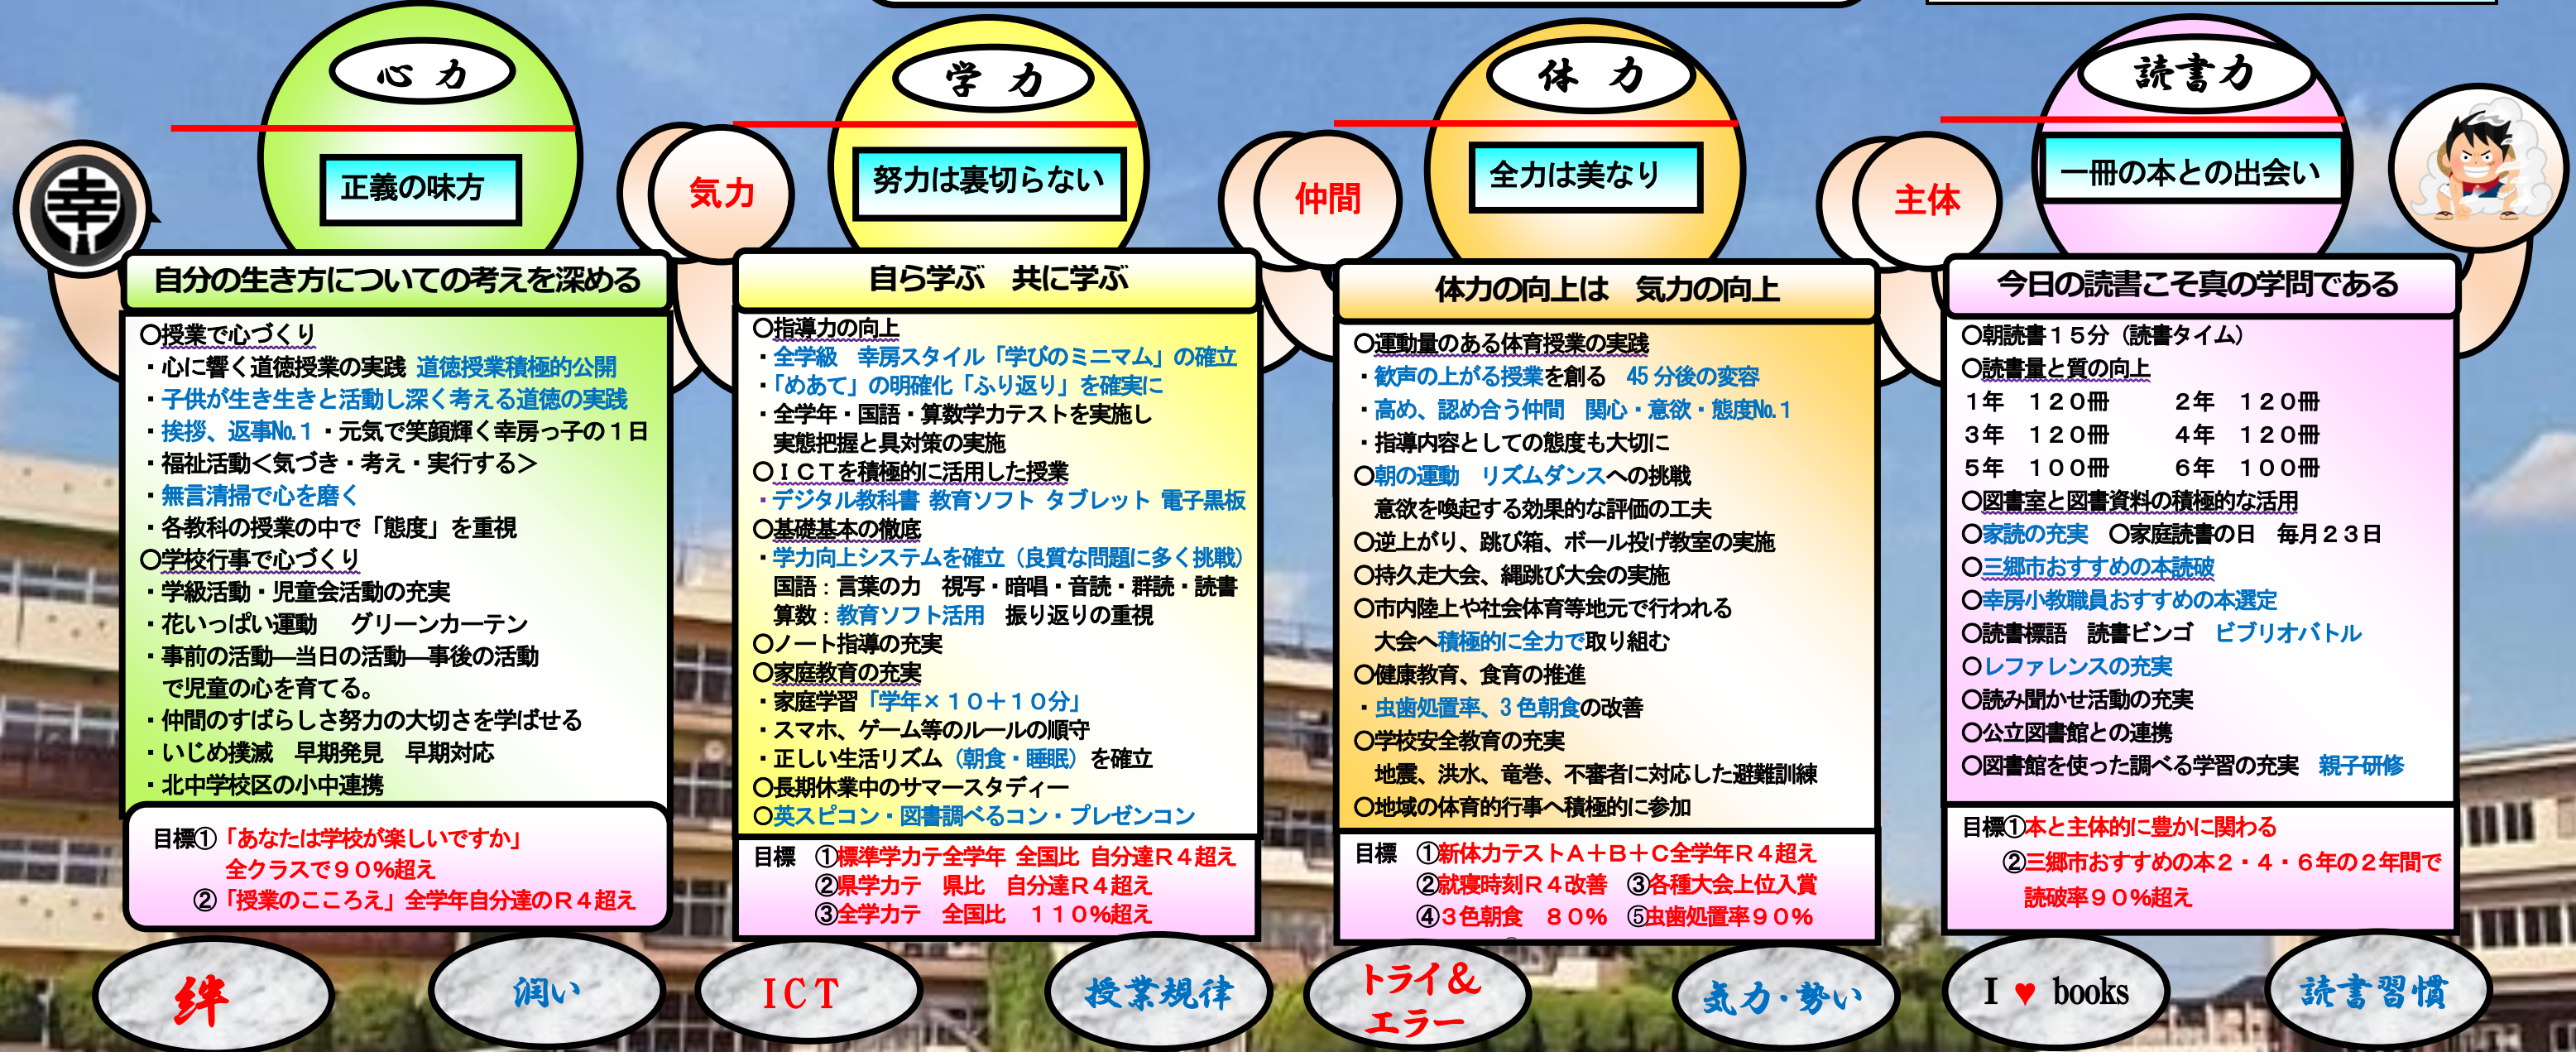 心 力
正義の味方
自分の生き方についての考えを深める
〇授業で心づくり
・心に響く道徳授業の実践 道徳授業積極的公開
・子供が生き生きと活動し深く考える道徳の実践
・挨拶、返事№1・元気で笑顔輝く幸房っ子の1日
・福祉活動<気づき・考え・実行する>
・無言清掃で心を磨く
・各教科の授業の中で「態度」を重視
〇学校行事で心づくり
・学級活動・児童会活動の充実
・花いっぱい運動 グリーンカーテン
・事前の活動―当日の活動―事後の活動
で児童の心を育てる。
・仲間のすばらしさ努力の大切さを学ばせる
・いじめ撲滅 早期発見 早期対応
・北中学校区の小中連携
目標①「あなたは学校が楽しいですか」
全クラスで90%超え
②「授業のこころえ」全学年自分達のR4超え
幸
気力
学 力
努力は裏切らない
自ら学ぶ 共に学ぶ
〇指導力の向上
・全学級 幸房スタイル「学びのミニマム」の確立
・「めあて」の明確化「ふり返り」を確実に
・全学年・国語・算数学力テストを実施し
実態把握と具対策の実施
〇ICTを積極的に活用した授業
・デジタル教科書 教育ソフト タブレット 電子黒板
〇基礎基本の徹底
・学力向上システムを確立(良質な問題に多く挑戦)
国語:言葉の力 視写・暗唱・音読・群読・読書
算数:教育ソフト活用 振り返りの重視
〇ノート指導の充実
〇家庭教育の充実
・家庭学習「学年×10+10分」
・スマホ、ゲーム等のルールの順守
・正しい生活リズム(朝食・睡眠)を確立
〇長期休業中のサマースタディー
〇英スピコン・図書調べるコン・プレゼンコン
目標 ①標準学力テ全学年 全国比 自分達R4超え
②県学力テ 県比 自分達R4超え
③全学力テ 全国比 110%超え
仲間
体 力
全力は美なり
体力の向上は 気力の向上
〇運動量のある体育授業の実践
・歓声の上がる授業を創る 45分後の変容
・高め、認め合う仲間 関心・意欲・態度№1
・指導内容としての態度も大切に
〇朝の運動 リズムダンスへの挑戦
意欲を喚起する効果的な評価の工夫
〇逆上がり、跳び箱、ボール投げ教室の実施
〇持久走大会、縄跳び大会の実施
〇市内陸上や社会体育等地元で行われる
大会へ積極的に全力で取り組む
〇健康教育、食育の推進
・虫歯処置率、3色朝食の改善
〇学校安全教育の充実
地震、洪水、竜巻、不審者に対応した避難訓練
〇地域の体育的行事へ積極的に参加
目標 ①新体力テストA+B+C全学年R4超え
②就寝時刻R4改善 ③各種大会上位入賞
④3色朝食 80% ⑤虫歯処置率90%
主体
読書力
一冊の本との出会い
今日の読書こそ真の学問である
〇朝読書15分(読書タイム)
〇読書量と質の向上
1年 120冊 2年 120冊
3年 120冊 4年 120冊
5年 100冊 6年 100冊
〇図書室と図書資料の積極的な活用
〇家読の充実 〇家庭読書の日 毎月23日
〇三郷市おすすめの本読破
〇幸房小教職員おすすめの本選定
〇読書標語 読書ビンゴ ビブリオバトル
〇レファレンスの充実
〇読み聞かせ活動の充実
〇公立図書館との連携
〇図書館を使った調べる学習の充実 親子研修
目標①本と主体的に豊かに関わる
②三郷市おすすめの本2・4・6年の2年間で
読破率90%超え
絆
潤い
ICT
授業規律
トライ&
エラー
気力・勢い
I ♥ books
読書習慣